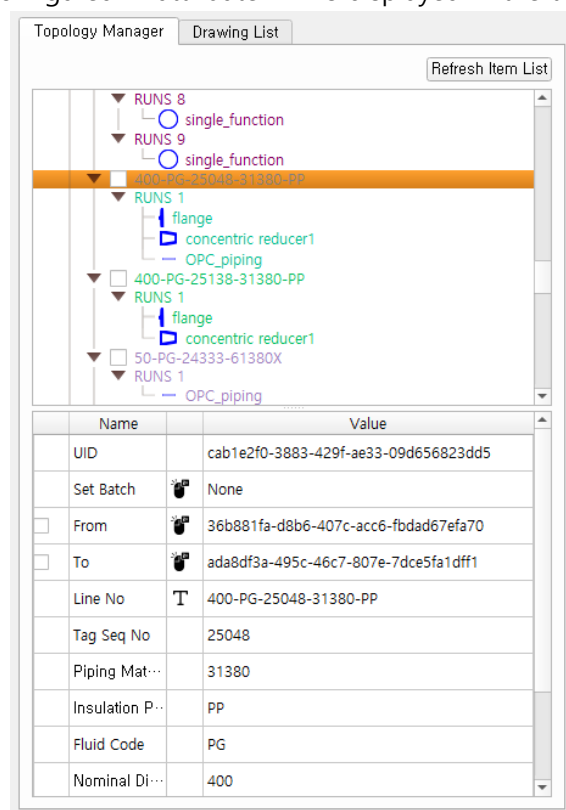 Topology Manager
Drawing List
Refresh Item List
RUNS 8
single_function
RUNS 9
single_function
400-PG-25048-31380-PP
RUNS 1
flange
concentric reducer1
OPC_piping
400-PG-25138-31380-PP
RUNS 1
flange
concentric reducer1
50-PG-24333-61380X
RUNS 1
OPC_piping
Name Value
UID cab1e2f0-3883-429f-ae33-09d656823dd5
Set Batch None
From 36b881fa-d8b6-407c-acc6-fbdad67efa70
To ada8df3a-495c-46c7-807e-7dce5fa1dff1
Line No T 400-PG-25048-31380-PP
Tag Seq No 25048
Piping Mat··· 31380
Insulation P·· PP
Fluid Code PG
Nominal Di··· 400